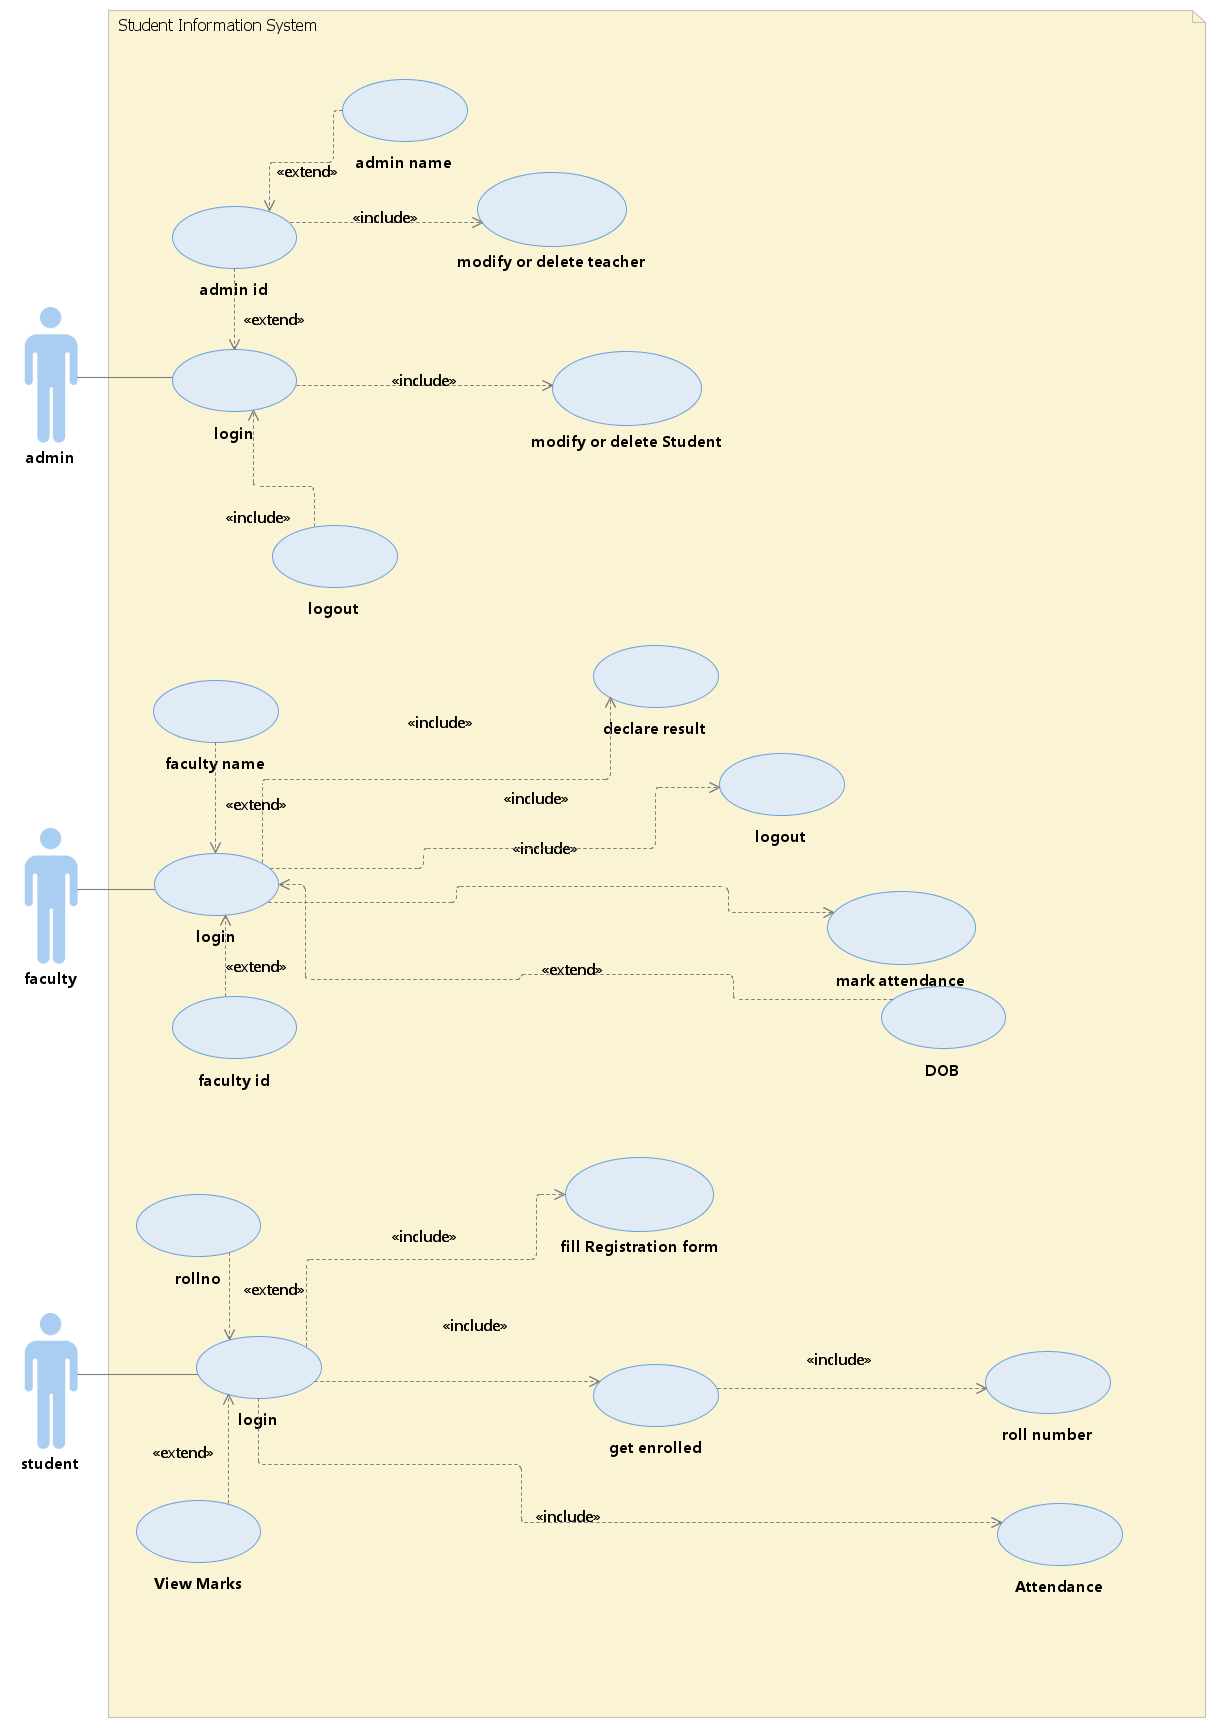 Student Information System
admin name
«extend»
«include»
modify or delete teacher
admin id
«extend»
«include»
login
modify or delete Student
admin
«include»
logout
«include»
declare result
faculty name
«extend»
«include»
logout
«include»
login
«extend»
«extend»
faculty
mark attendance
DOB
faculty id
«include»
fill Registration form
rollno
«extend»
«include»
«include»
login
roll number
get enrolled
«extend»
student
«include»
View Marks
Attendance